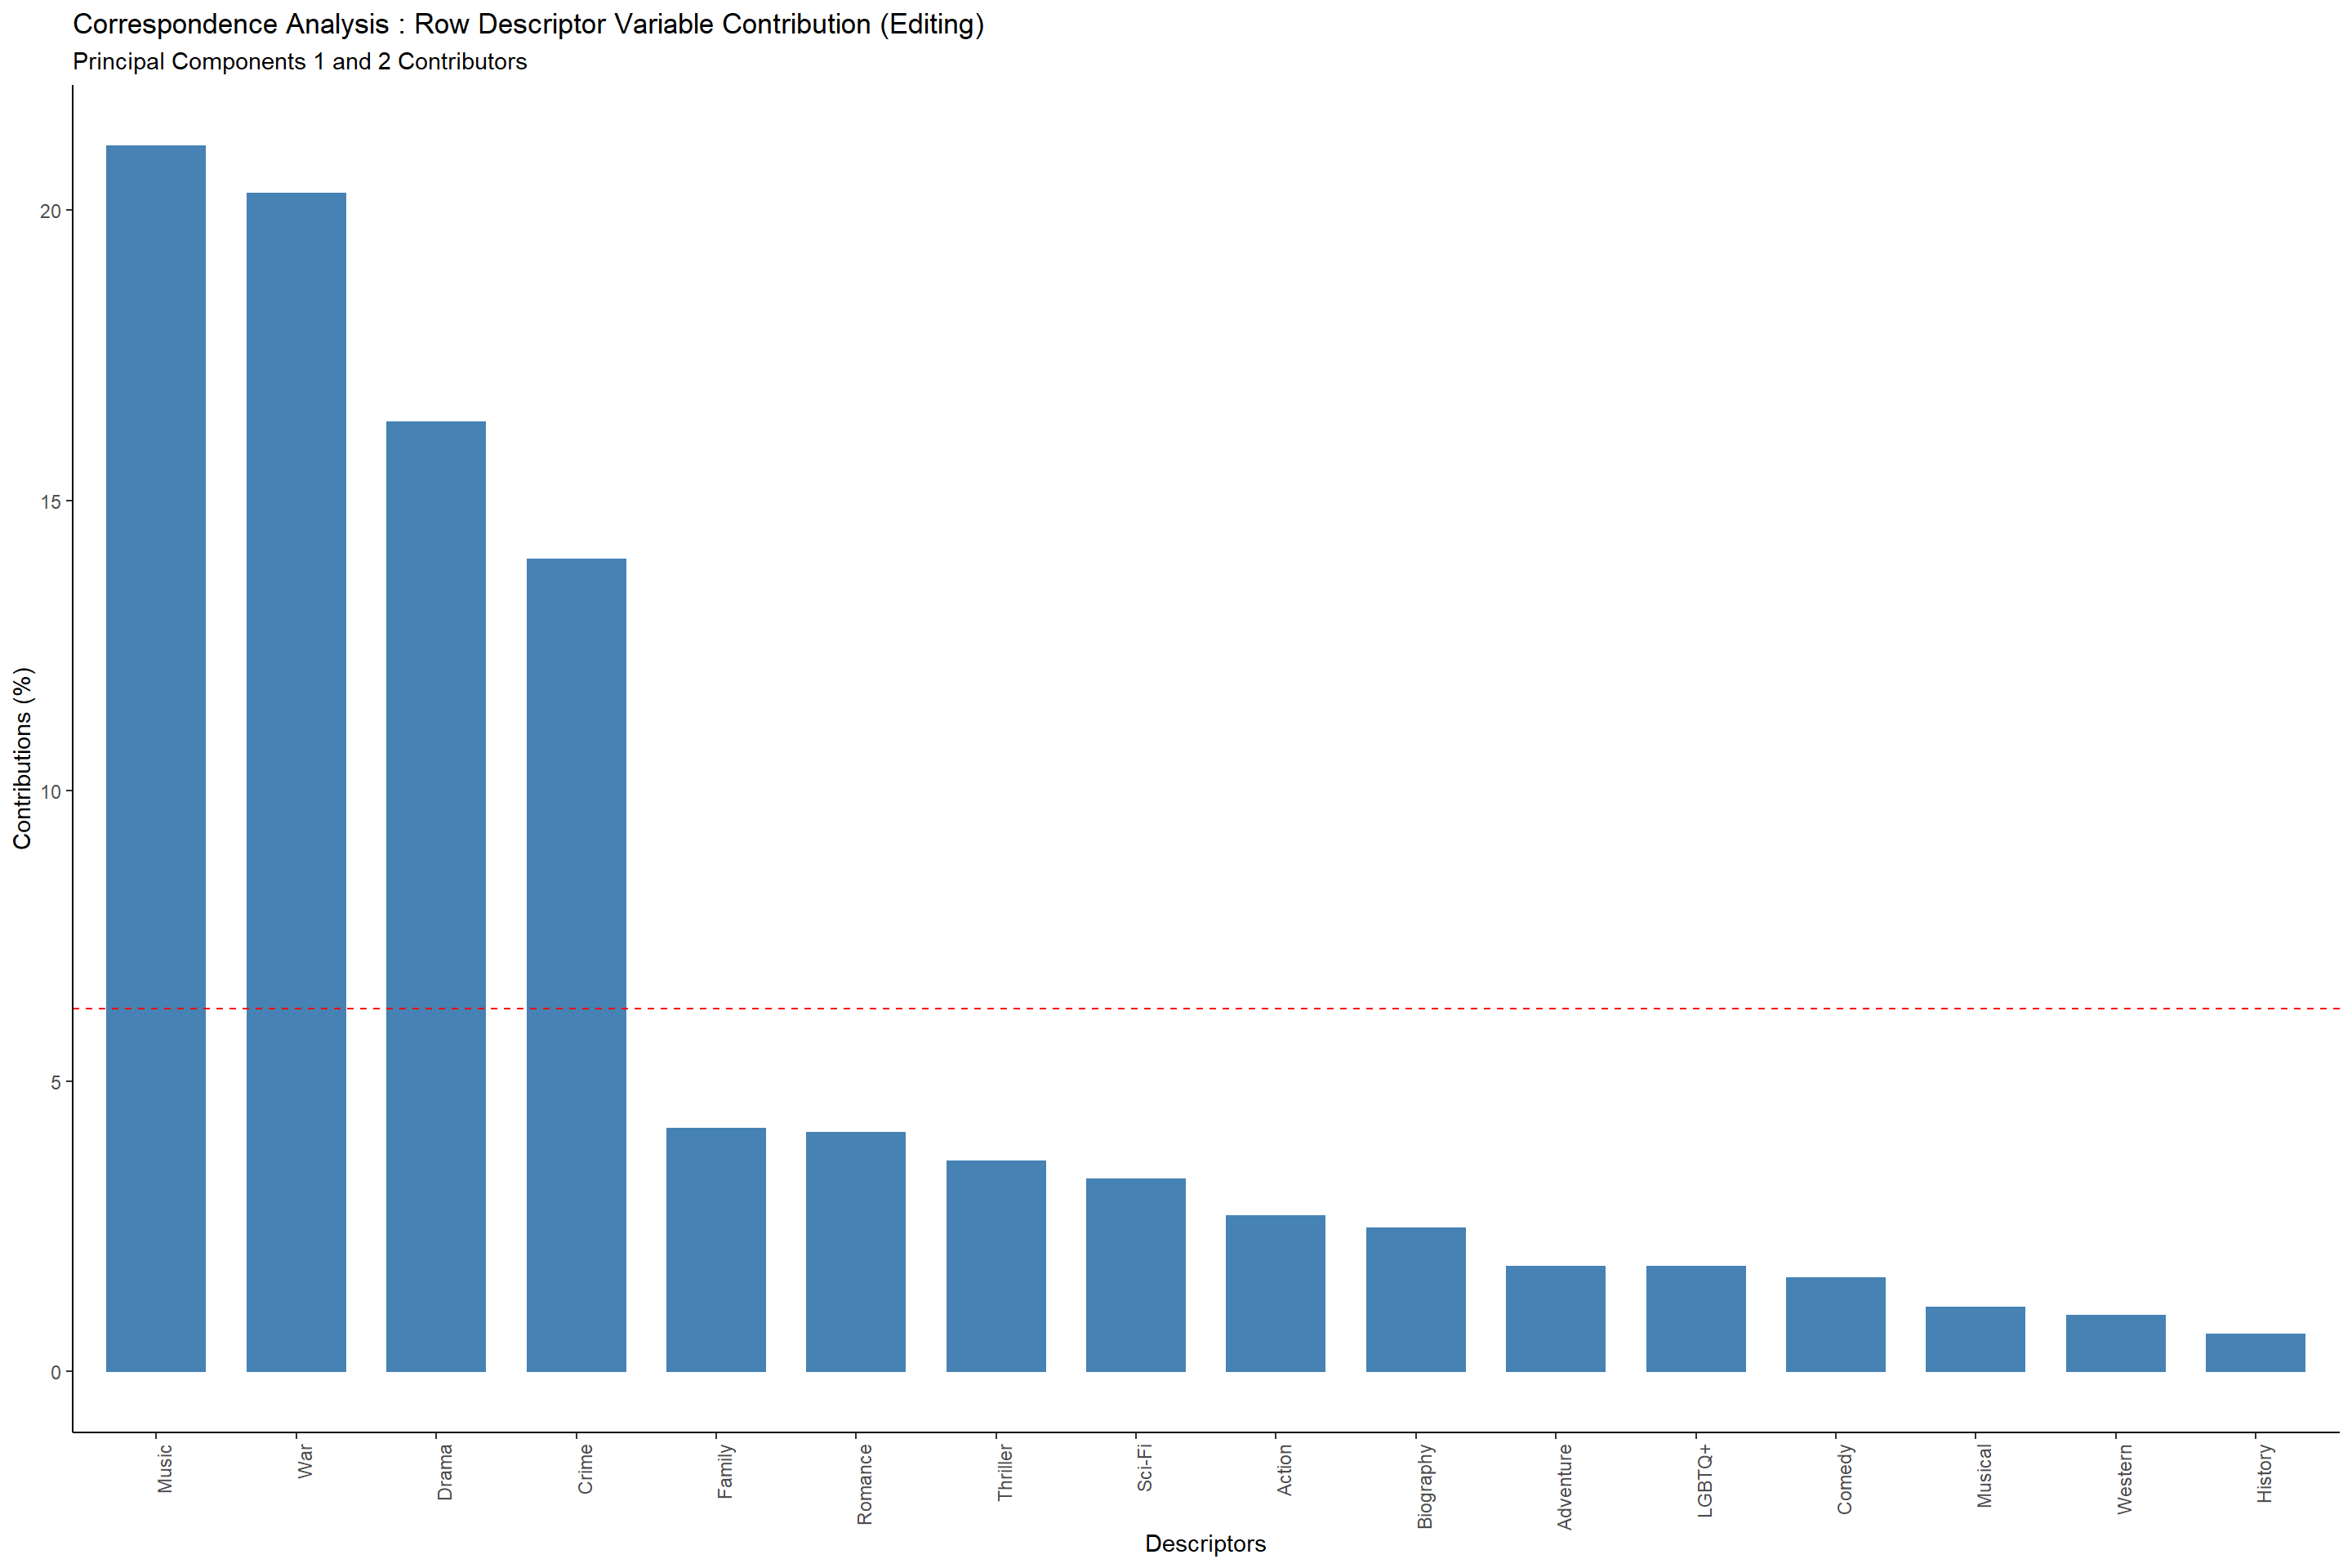 Correspondence Analysis : Row Descriptor Variable Contribution (Editing)
Principal Components 1 and 2 Contributors
Contributions (%)
20
15
10
5
0
Music
War
Drama
Crime
Family
Romance
Thriller
Sci-Fi
Action
Biography
Adventure
LGBTQ+
Comedy
Musical
Western
History
Descriptors